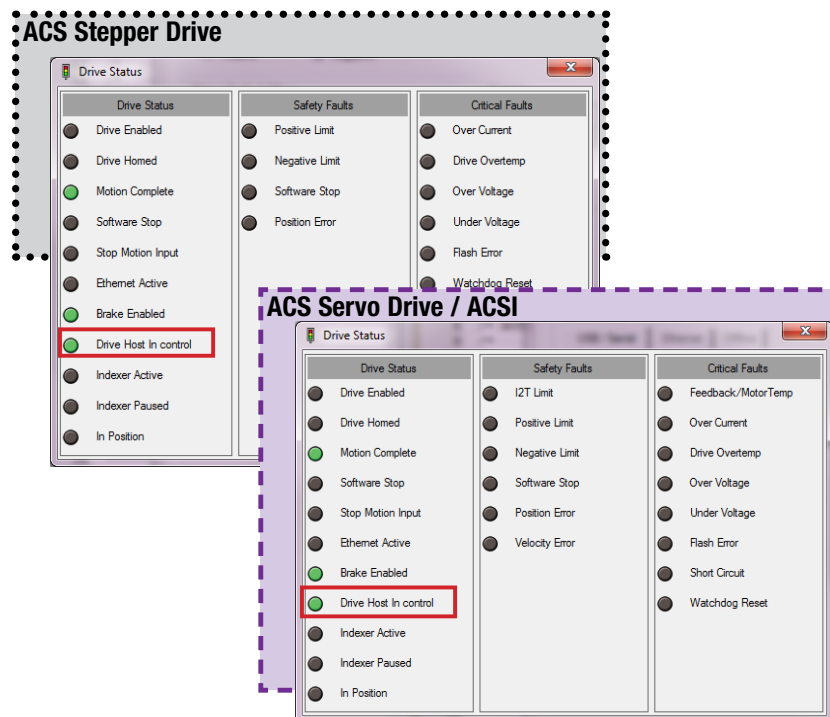 ACS Stepper Drive
Drive Status
Drive Status
Drive Enabled
Drive Homed
Motion Complete
Software Stop
Stop Motion Input
Ethernet Active
Brake Enabled
Drive Host In control
Indexer Active
Indexer Paused
In Position
Safety Faults
Positive Limit
Negative Limit
Software Stop
Position Error
Critical Faults
Over Current
Drive Overtemp
Over Voltage
Under Voltage
Flash Error
Watchdog Reset
ACS Servo Drive / ACSI
Drive Status
Drive Status
Drive Enabled
Drive Homed
Motion Complete
Software Stop
Stop Motion Input
Ethernet Active
Brake Enabled
Drive Host In control
Indexer Active
Indexer Paused
In Position
Safety Faults
I2T Limit
Positive Limit
Negative Limit
Software Stop
Position Error
Velocity Error
Critical Faults
Feedback/MotorTemp
Over Current
Drive Overtemp
Over Voltage
Under Voltage
Flash Error
Short Circuit
Watchdog Reset